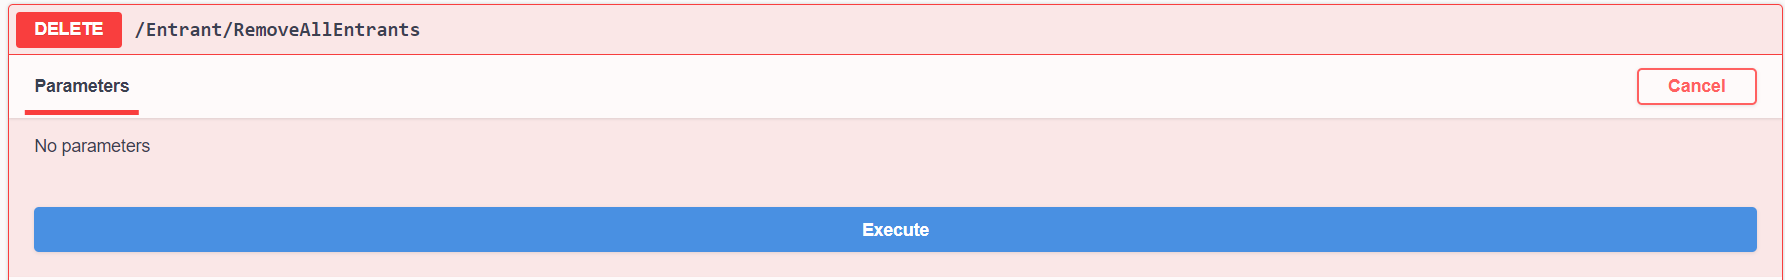 DELETE /Entrant/RemoveAllEntrants
Parameters Cancel
No parameters
Execute